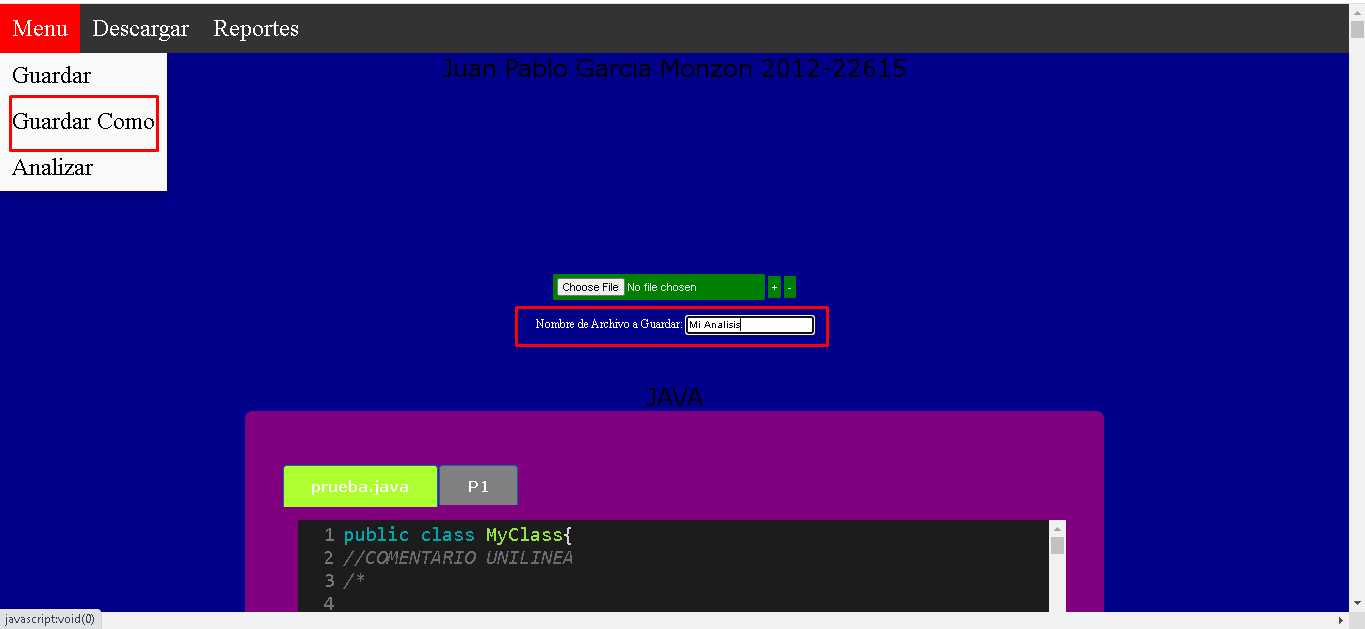 Menu Descargar Reportes
Guardar
Guardar Como
Analizar
Juan Pablo Garcia Monzon 2012-22615
Choose File No file chosen + -
Nombre de Archivo a Guardar: Mi Analisis
JAVA
prueba.java P1
1 public class MyClass{
2 //COMENTARIO UNILINEA
3 /*
4
javascript:void(0)